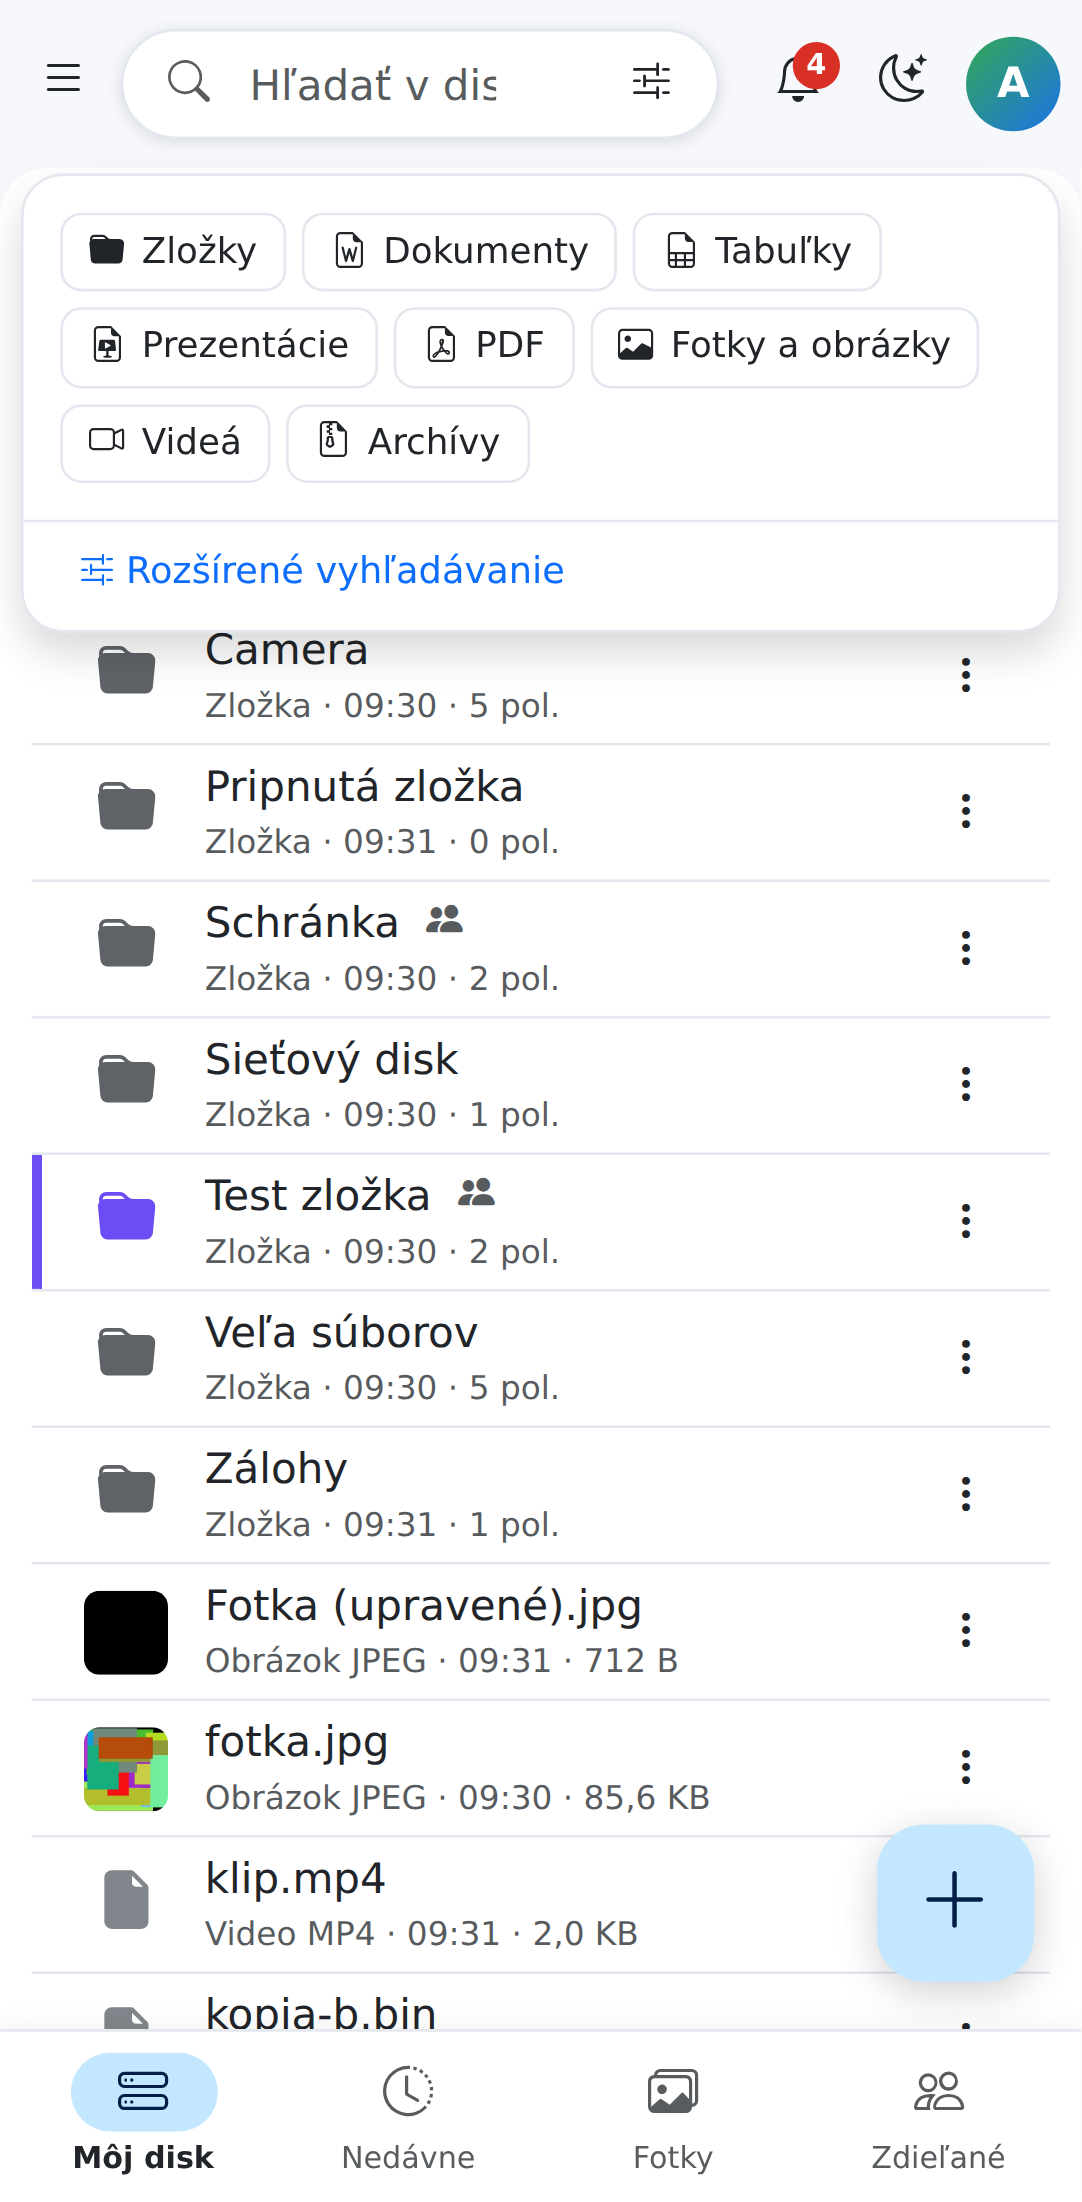 Hľadať v dis
4
A
Zložky
Dokumenty
Tabuľky
Prezentácie
PDF
Fotky a obrázky
Videá
Archívy
Rozšírené vyhľadávanie
Camera
Zložka · 09:30 · 5 pol.
Pripnutá zložka
Zložka · 09:31 · 0 pol.
Schránka
Zložka · 09:30 · 2 pol.
Sieťový disk
Zložka · 09:30 · 1 pol.
Test zložka
Zložka · 09:30 · 2 pol.
Veľa súborov
Zložka · 09:30 · 5 pol.
Zálohy
Zložka · 09:31 · 1 pol.
Fotka (upravené).jpg
Obrázok JPEG · 09:31 · 712 B
fotka.jpg
Obrázok JPEG · 09:30 · 85,6 KB
klip.mp4
Video MP4 · 09:31 · 2,0 KB
kopia-b.bin
Môj disk
Nedávne
Fotky
Zdieľané